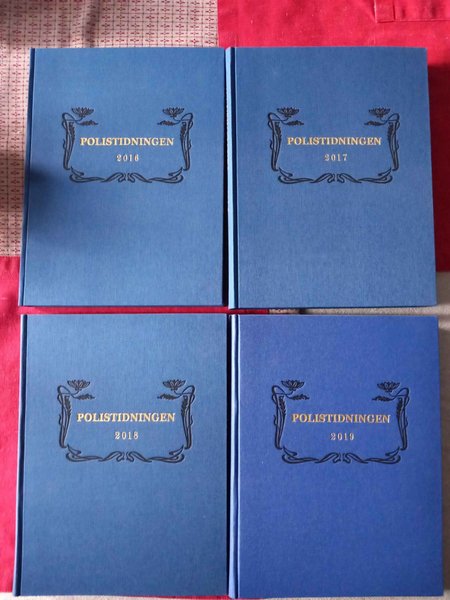 POLISTIDNINGEN
2016
POLISTIDNINGEN
2017
POLISTIDNINGEN
2018
POLISTIDNINGEN
2019